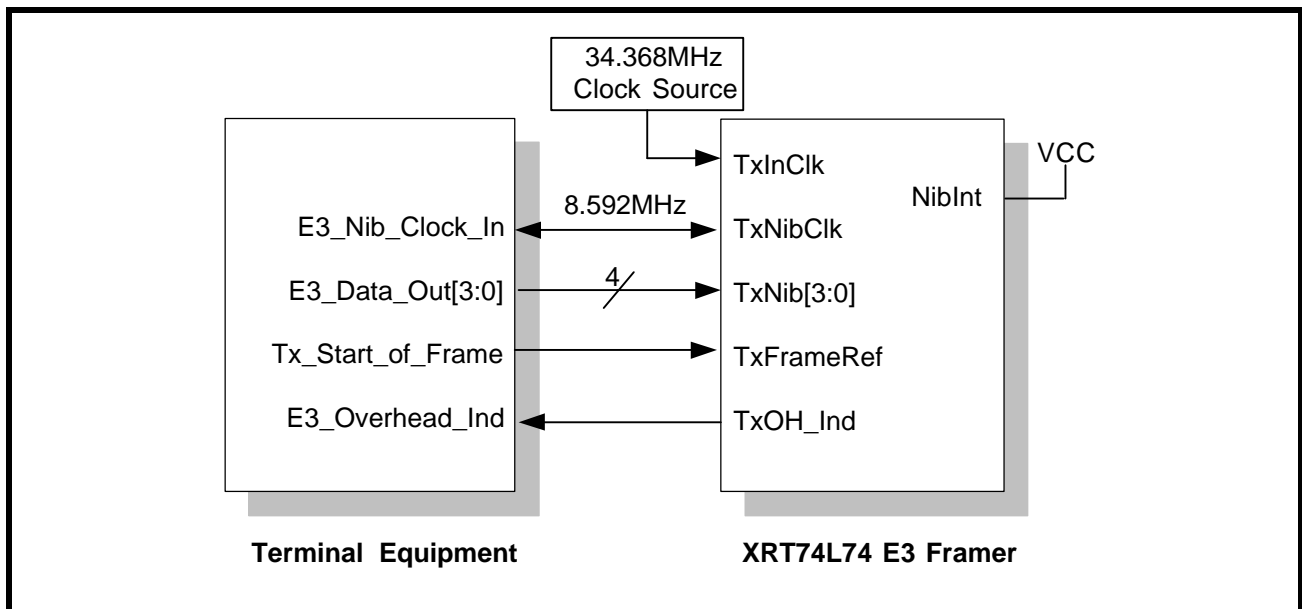 34.368MHz
Clock Source
VCC
TxInClk
NibInt
8.592MHz
E3_Nib_Clock_In
TxNibClk
4
E3_Data_Out[3:0]
TxNib[3:0]
Tx_Start_of_Frame
TxFrameRef
E3_Overhead_Ind
TxOH_Ind
Terminal Equipment
XRT74L74 E3 Framer